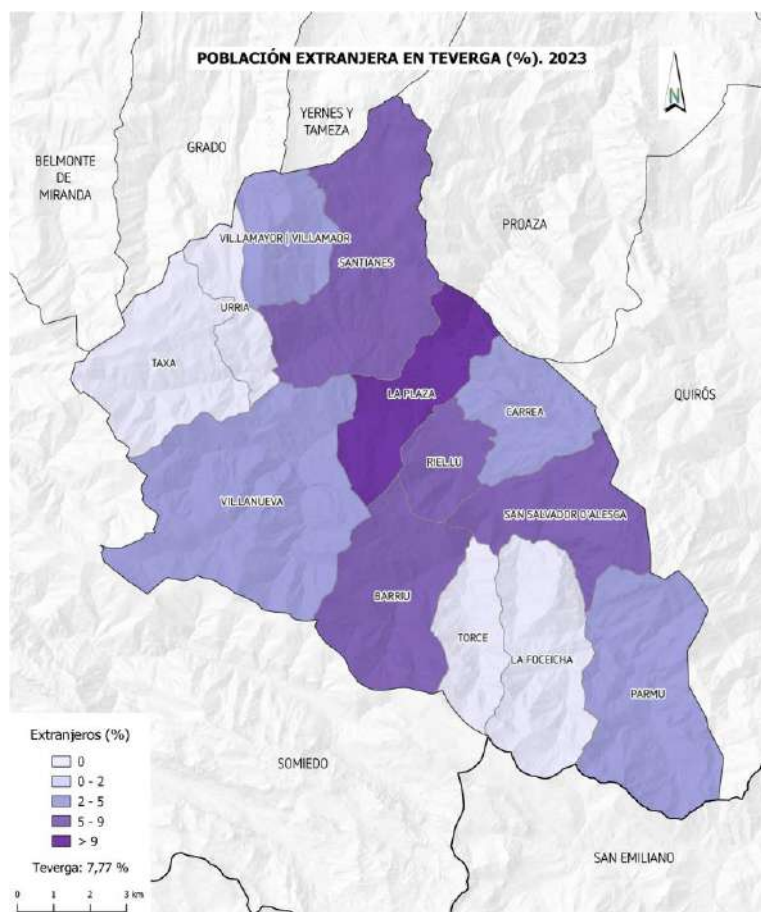 POBLACIÓN EXTRANJERA EN TEVERGA (%). 2023
N
YERNES Y
TAMEZA
GRADO
BELMONTE
DE
MIRANDA
PROAZA
VILLAMAYOR | VILLAMAOR
SANTIANES
URRIA
TAXA
LA PLAZA
CARREA
QUIRÓS
RIELLU
VILLANUEVA
SAN SALVADOR D'ALESGA
BARRIU
TORCE
LA FOCEICHA
PARMU
SOMIEDO
SAN EMILIANO
Extranjeros (%)
0
0 - 2
2 - 5
5 - 9
> 9
Teverga: 7,77 %
0 1 2 3 km